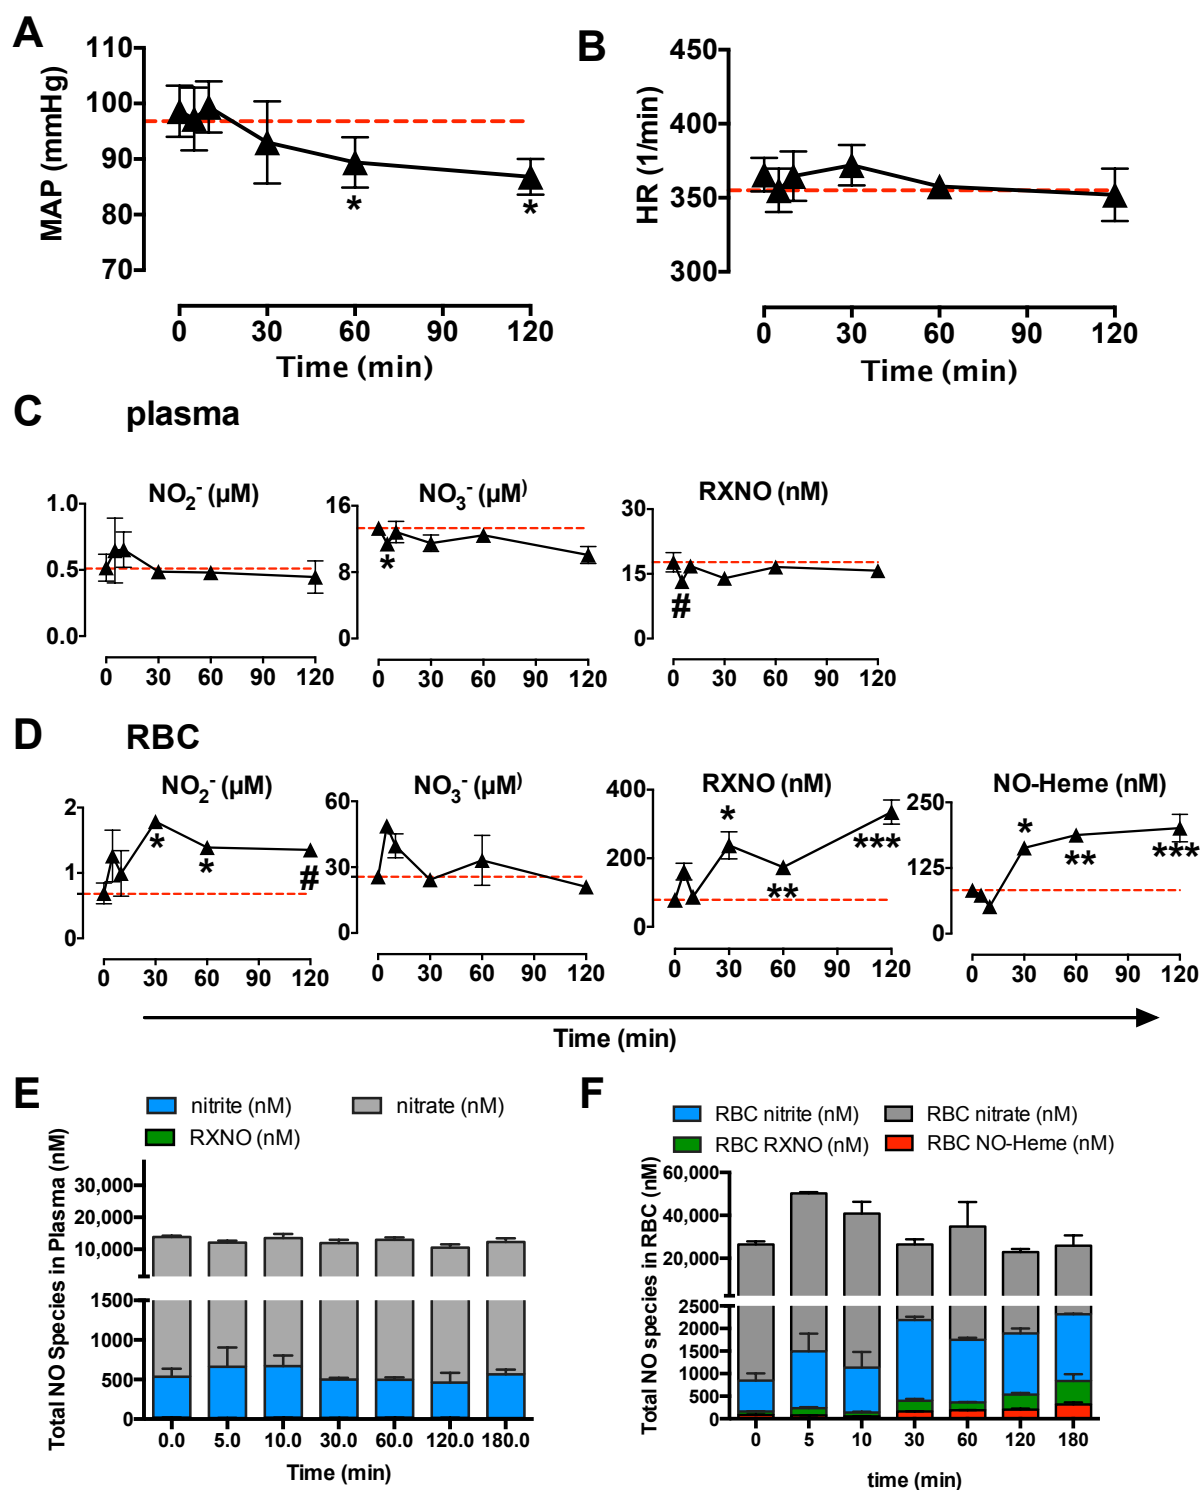 A
B
MAP (mmHg)
110
100
90
80
70
*
*
0 30 60 90 120
Time (min)
HR (1/min)
450
400
350
300
0 30 60 90 120
Time (min)
C plasma
NO₂⁻ (µM)
1.0
0.5
0.0
0 30 60 90 120
NO₃⁻ (µM)
16
8
0
*
0 30 60 90 120
RXNO (nM)
30
15
0
#
0 30 60 90 120
D RBC
NO₂⁻ (µM)
2
1
0
* * #
0 30 60 90 120
NO₃⁻ (µM)
60
30
0
0 30 60 90 120
RXNO (nM)
400
200
0
* ** ***
0 30 60 90 120
NO-Heme (nM)
250
125
0
* ** ***
0 30 60 90 120
Time (min)
E
nitrite (nM) nitrate (nM)
RXNO (nM)
Total NO Species in Plasma (nM)
30,000
20,000
10,000
1500
1000
500
0
0.0 5.0 10.0 30.0 60.0 120.0 180.0
Time (min)
F
RBC nitrite (nM) RBC nitrate (nM)
RBC RXNO (nM) RBC NO-Heme (nM)
Total NO species in RBC (nM)
60,000
40,000
20,000
2500
2000
1500
1000
500
0
0 5 10 30 60 120 180
time (min)